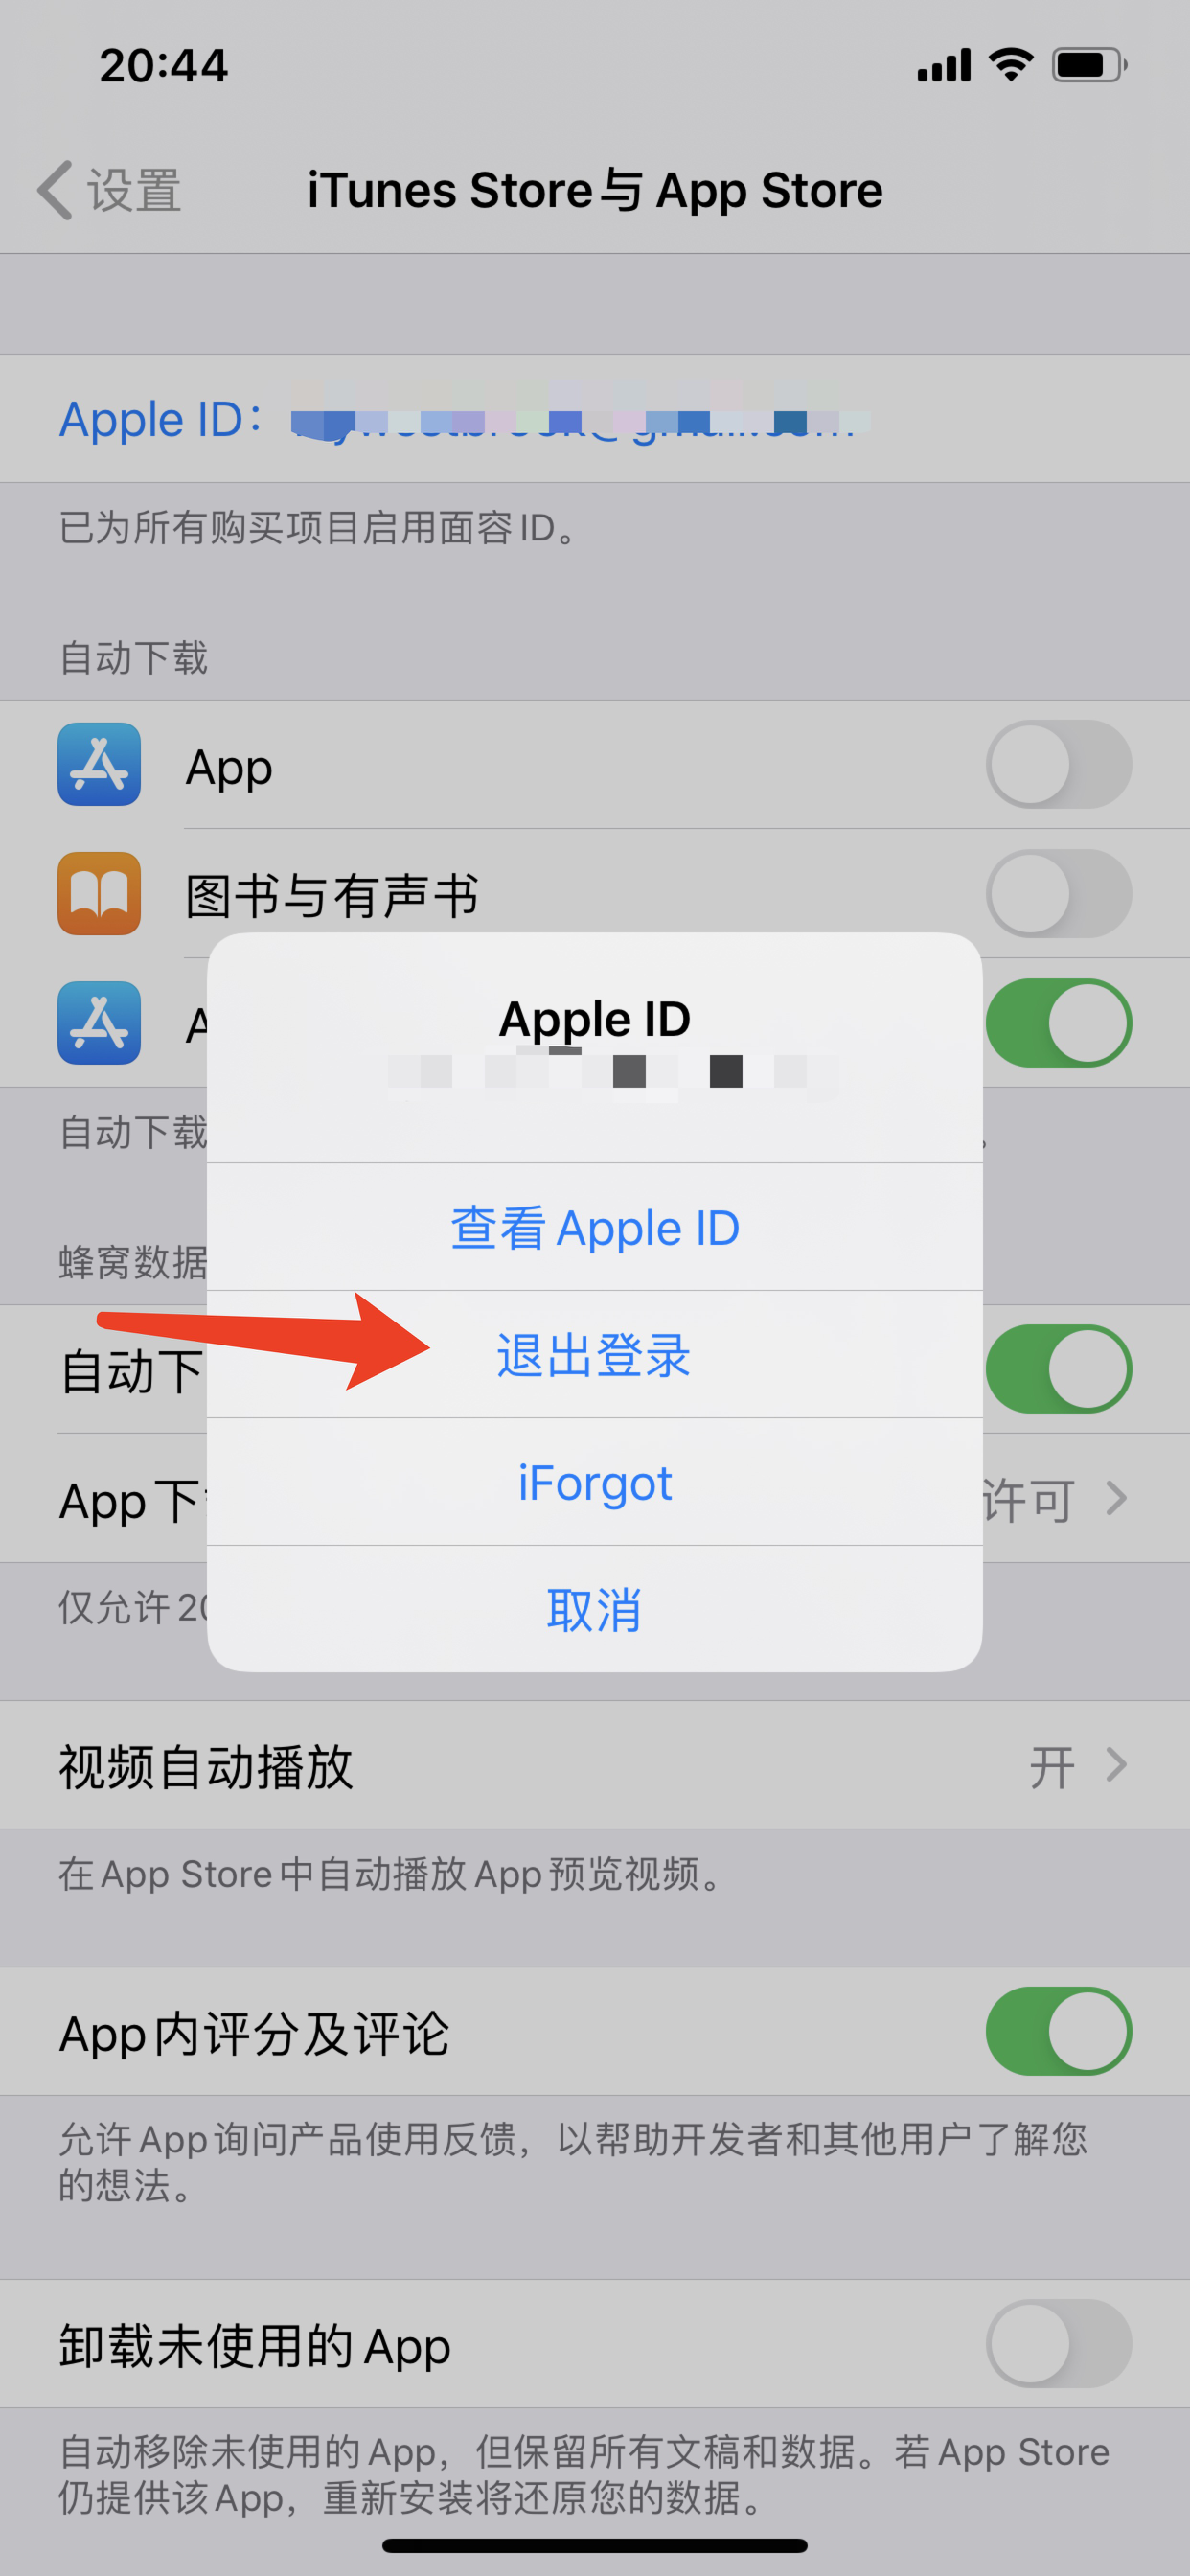 20:44
设置
iTunes Store与 App Store
Apple ID：
已为所有购买项目启用面容ID。
自动下载
App
图书与有声书
A
自动下载
蜂窝数据
自动下
App下
许可
仅允许20
Apple ID
查看Apple ID
退出登录
iForgot
取消
视频自动播放
开
在App Store中自动播放App预览视频。
App内评分及评论
允许App询问产品使用反馈，以帮助开发者和其他用户了解您
的想法。
卸载未使用的App
自动移除未使用的App，但保留所有文稿和数据。若App Store
仍提供该App，重新安装将还原您的数据。